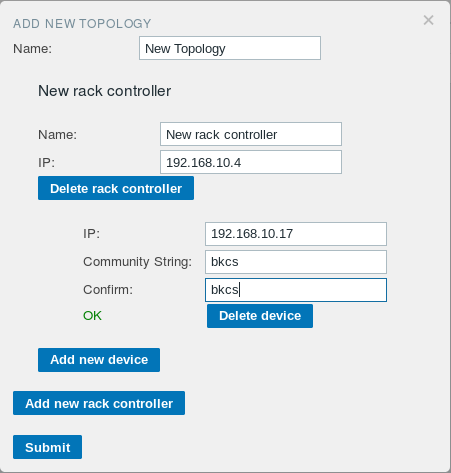 ADD NEW TOPOLOGY ×
Name: New Topology
New rack controller
Name: New rack controller
IP: 192.168.10.4
Delete rack controller
IP: 192.168.10.17
Community String: bkcs
Confirm: bkcs
OK Delete device
Add new device
Add new rack controller
Submit